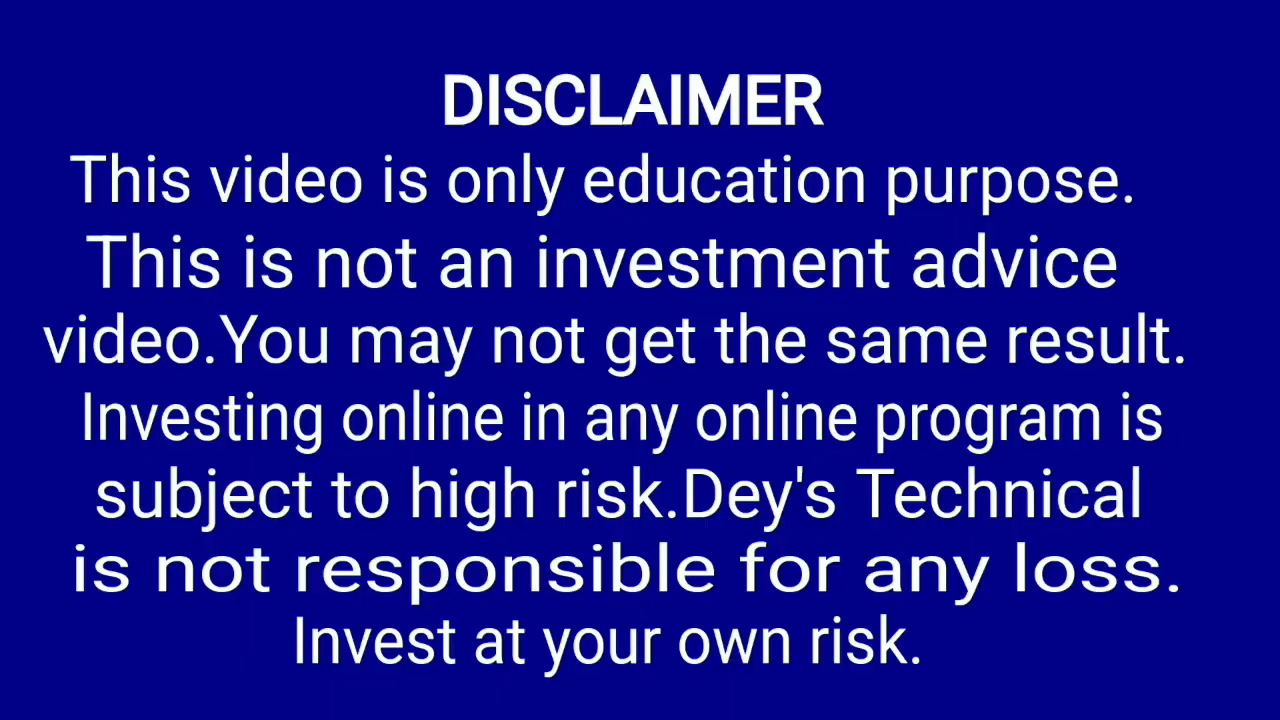 DISCLAIMER
This video is only education purpose.
This is not an investment advice
video.You may not get the same result.
Investing online in any online program is
subject to high risk.Dey's Technical
is not responsible for any loss.
Invest at your own risk.